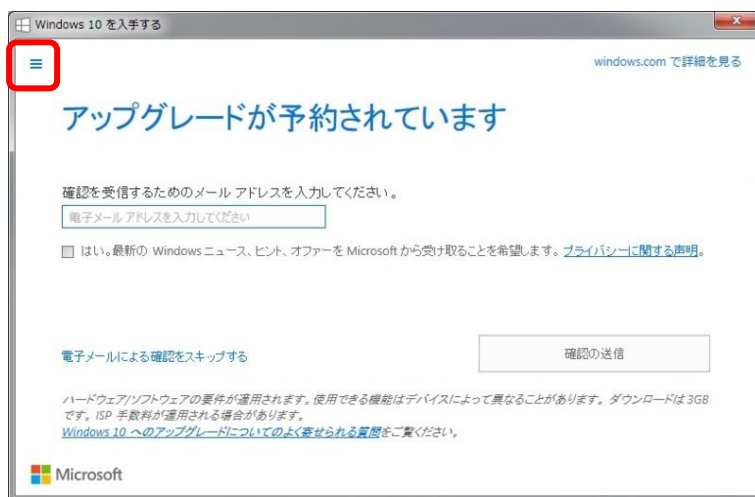 Windows 10 を入手する
windows.com で詳細を見る
アップグレードが予約されています
確認を受信するためのメール アドレスを入力してください。
電子メール アドレスを入力してください
はい。最新の Windows ニュース、ヒント、オファーを Microsoft から受け取ることを希望します。プライバシーに関する声明。
電子メールによる確認をスキップする
確認の送信
ハードウェア/ソフトウェアの要件が適用されます。使用できる機能はデバイスによって異なることがあります。ダウンロードは 3GB
です。ISP 手数料が適用される場合があります。
Windows 10 へのアップグレードについてのよく寄せられる質問をご覧ください。
Microsoft